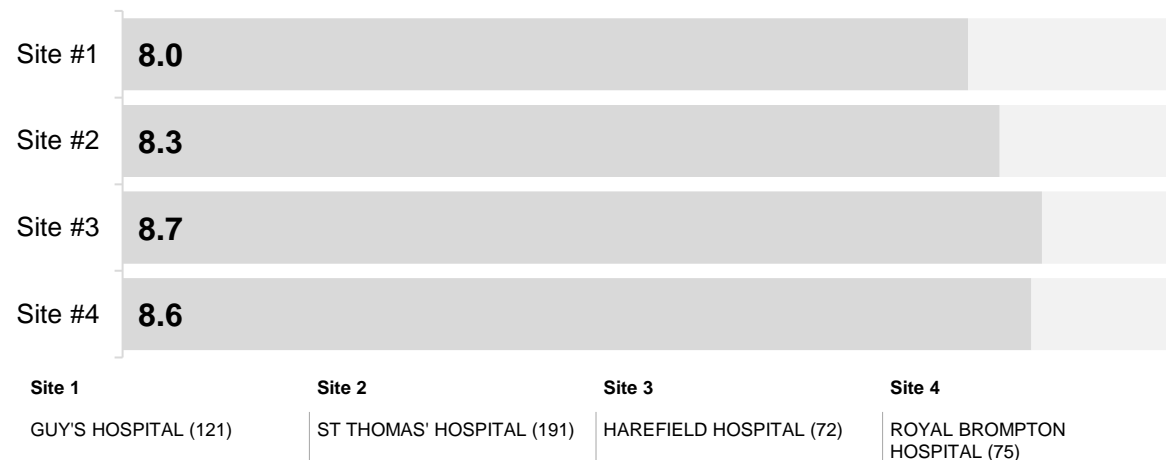 Site #1 8.0
Site #2 8.3
Site #3 8.7
Site #4 8.6
Site 1 Site 2 Site 3 Site 4
GUY'S HOSPITAL (121) ST THOMAS' HOSPITAL (191) HAREFIELD HOSPITAL (72) ROYAL BROMPTON
HOSPITAL (75)